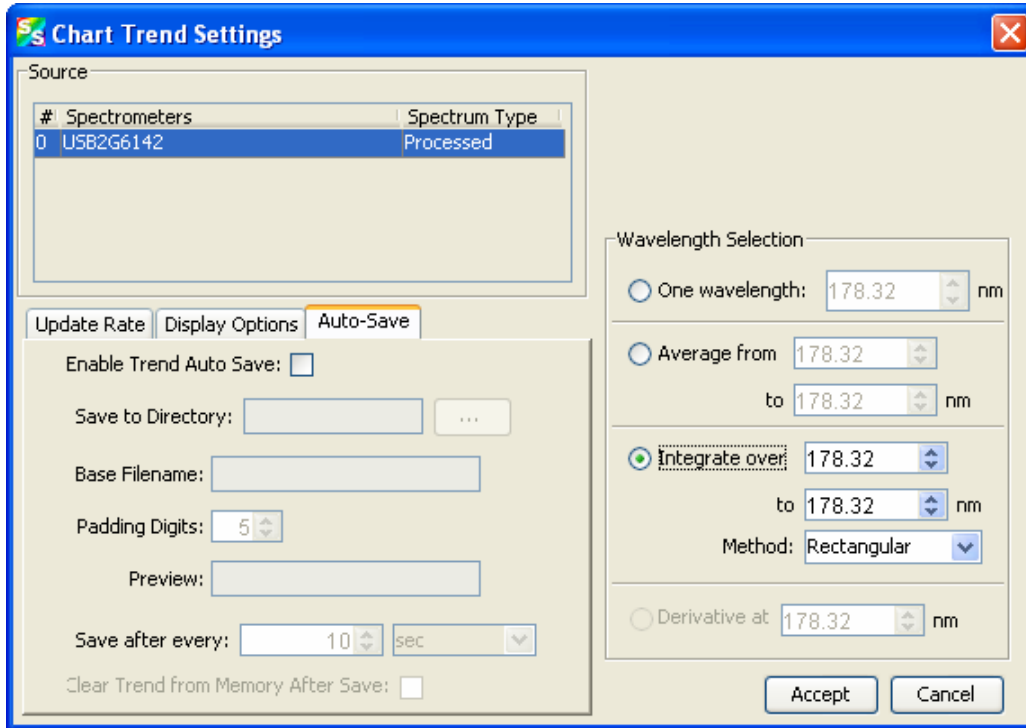 Chart Trend Settings
Source
# Spectrometers Spectrum Type
0 USB2G6142 Processed
Update Rate Display Options Auto-Save
Enable Trend Auto Save:
Save to Directory: ...
Base Filename:
Padding Digits: 5
Preview:
Save after every: 10 sec
Clear Trend from Memory After Save:
Wavelength Selection
One wavelength: 178.32 nm
Average from 178.32
to 178.32 nm
Integrate over 178.32
to 178.32 nm
Method: Rectangular
Derivative at 178.32 nm
Accept Cancel